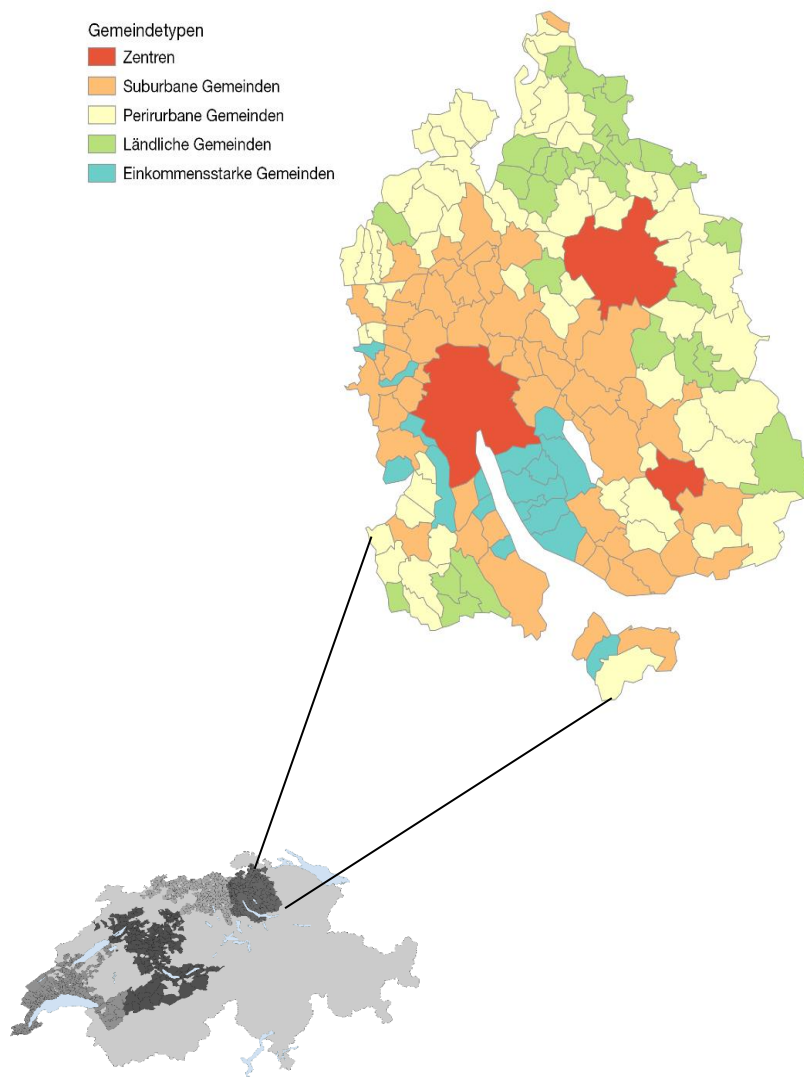 Gemeindetypen
Zentren
Suburbane Gemeinden
Perirurbane Gemeinden
Ländliche Gemeinden
Einkommensstarke Gemeinden